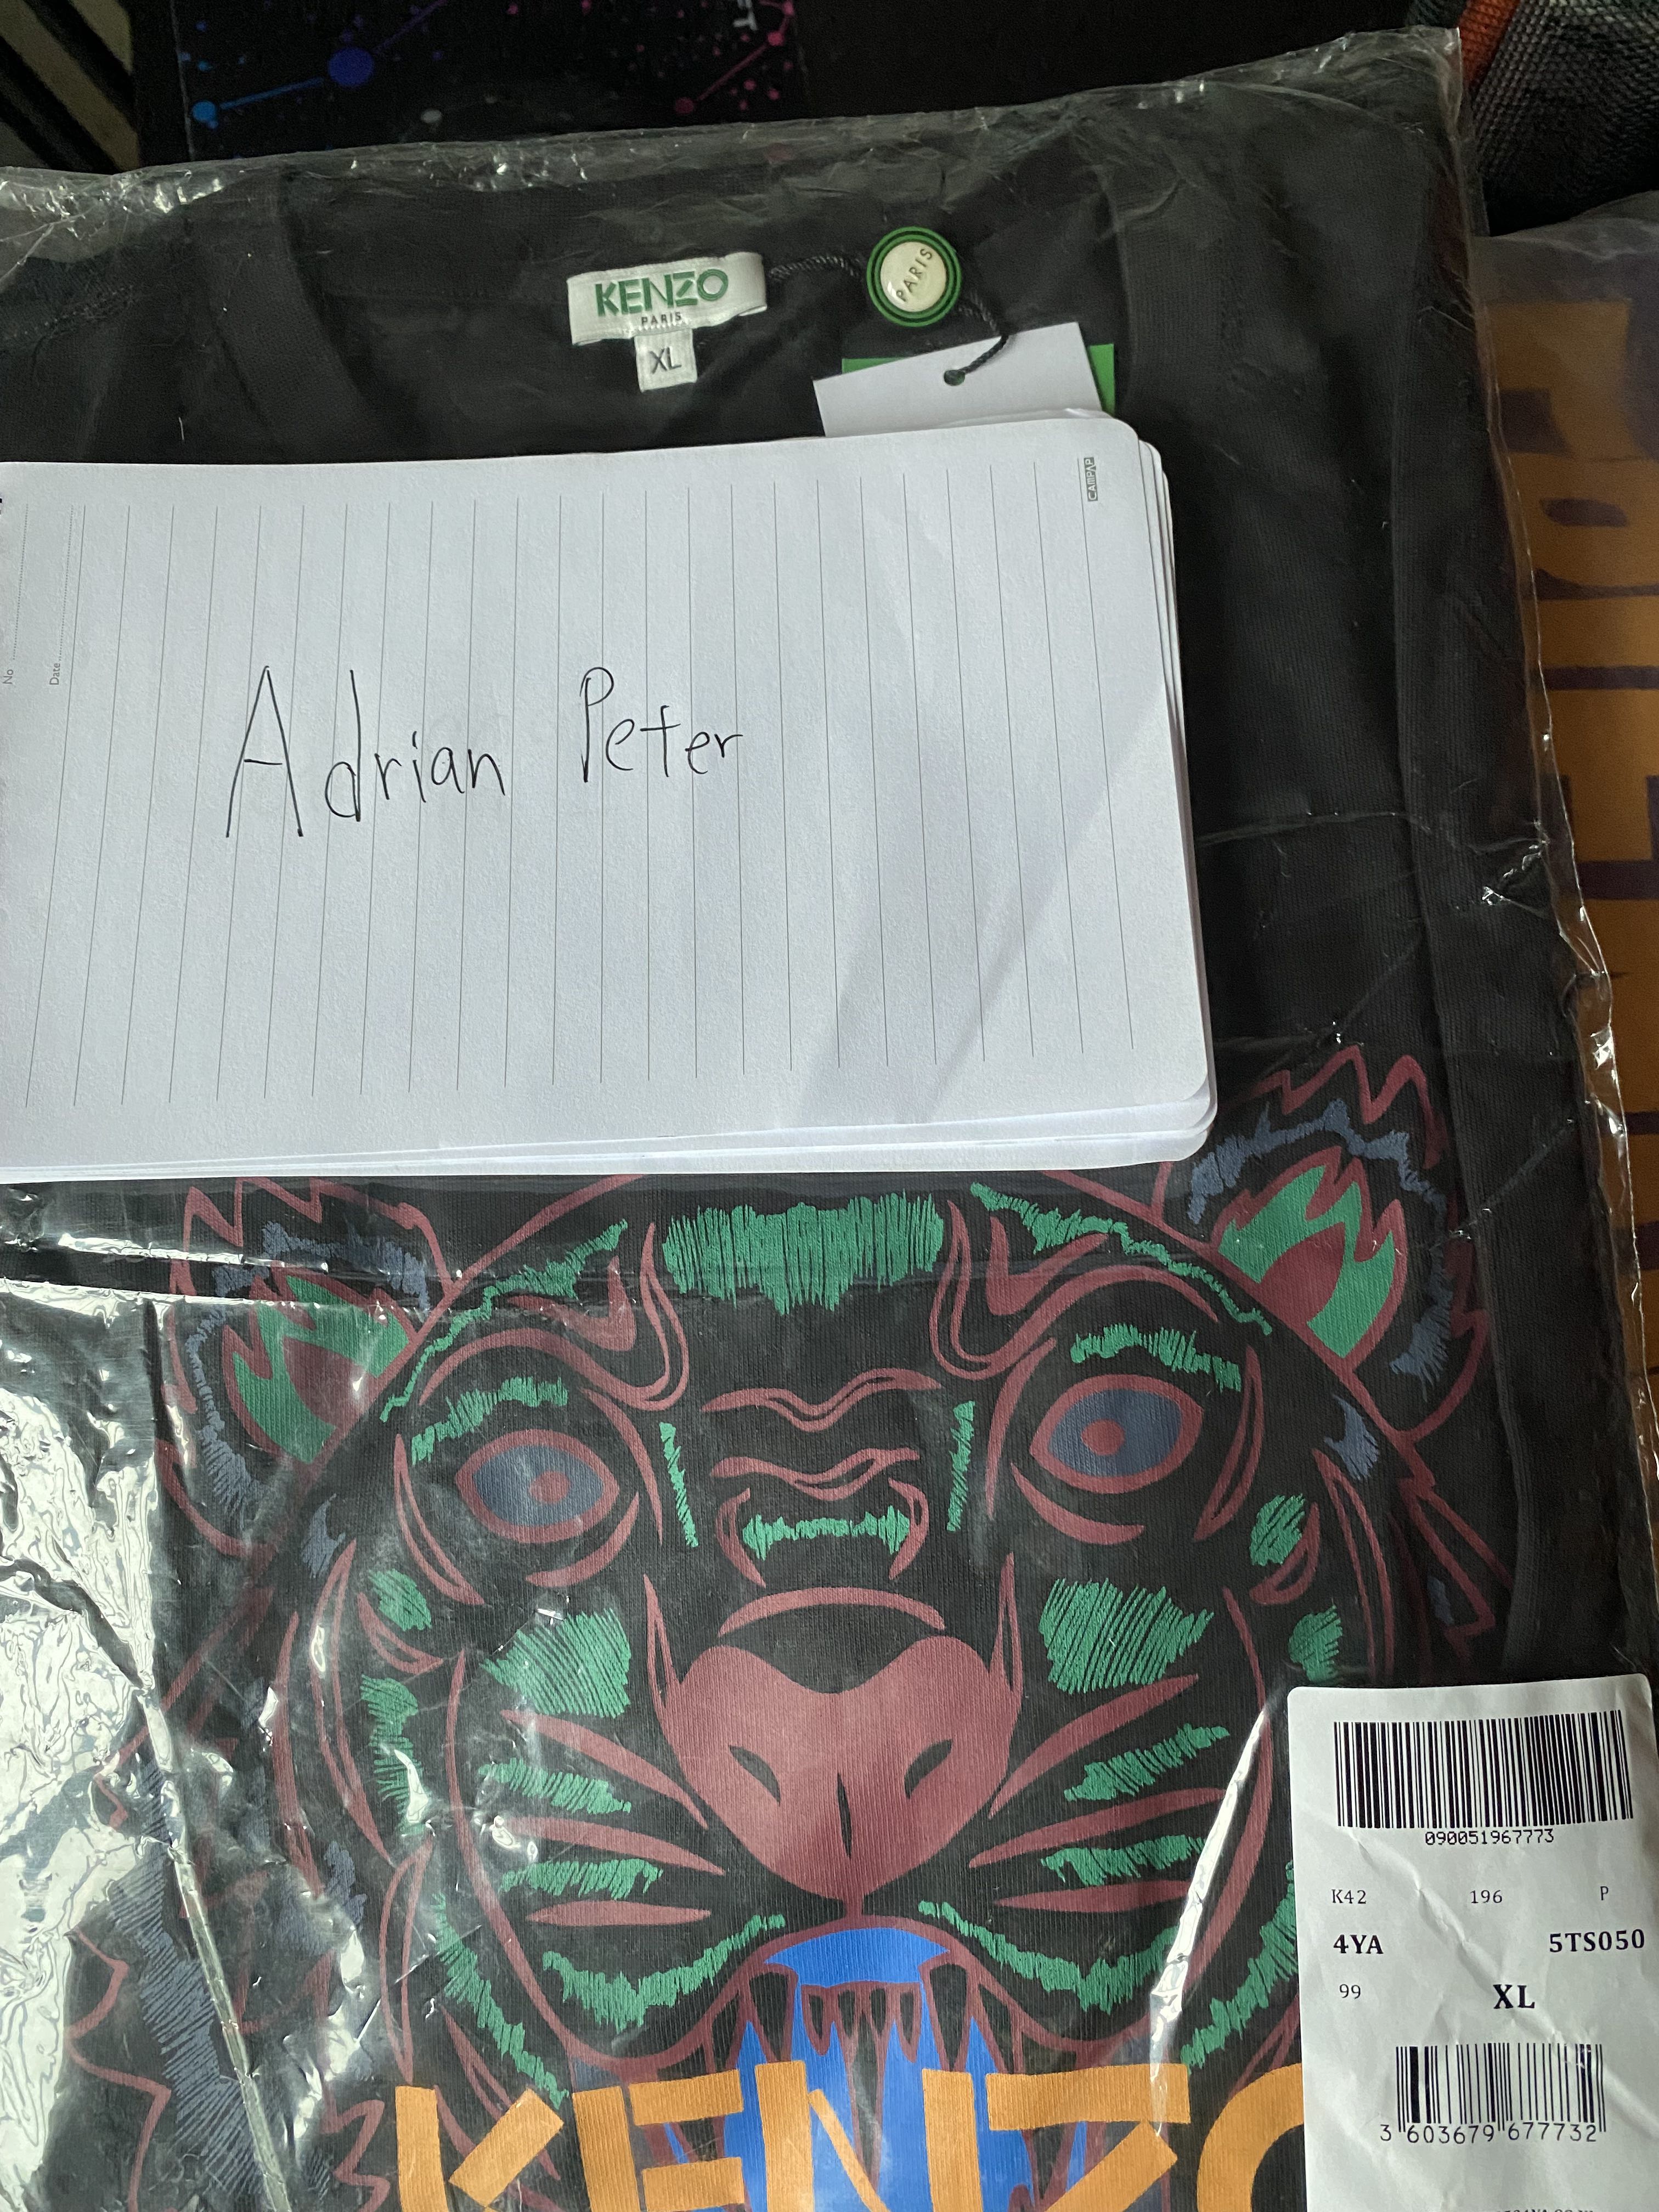 KENZO
PARIS
XL
PARIS
CAMPAP
No
Date
Adrian Peter
090051967773
K42 196 P
4YA 5TS050
99 XL
3 603679 677732
KENZO